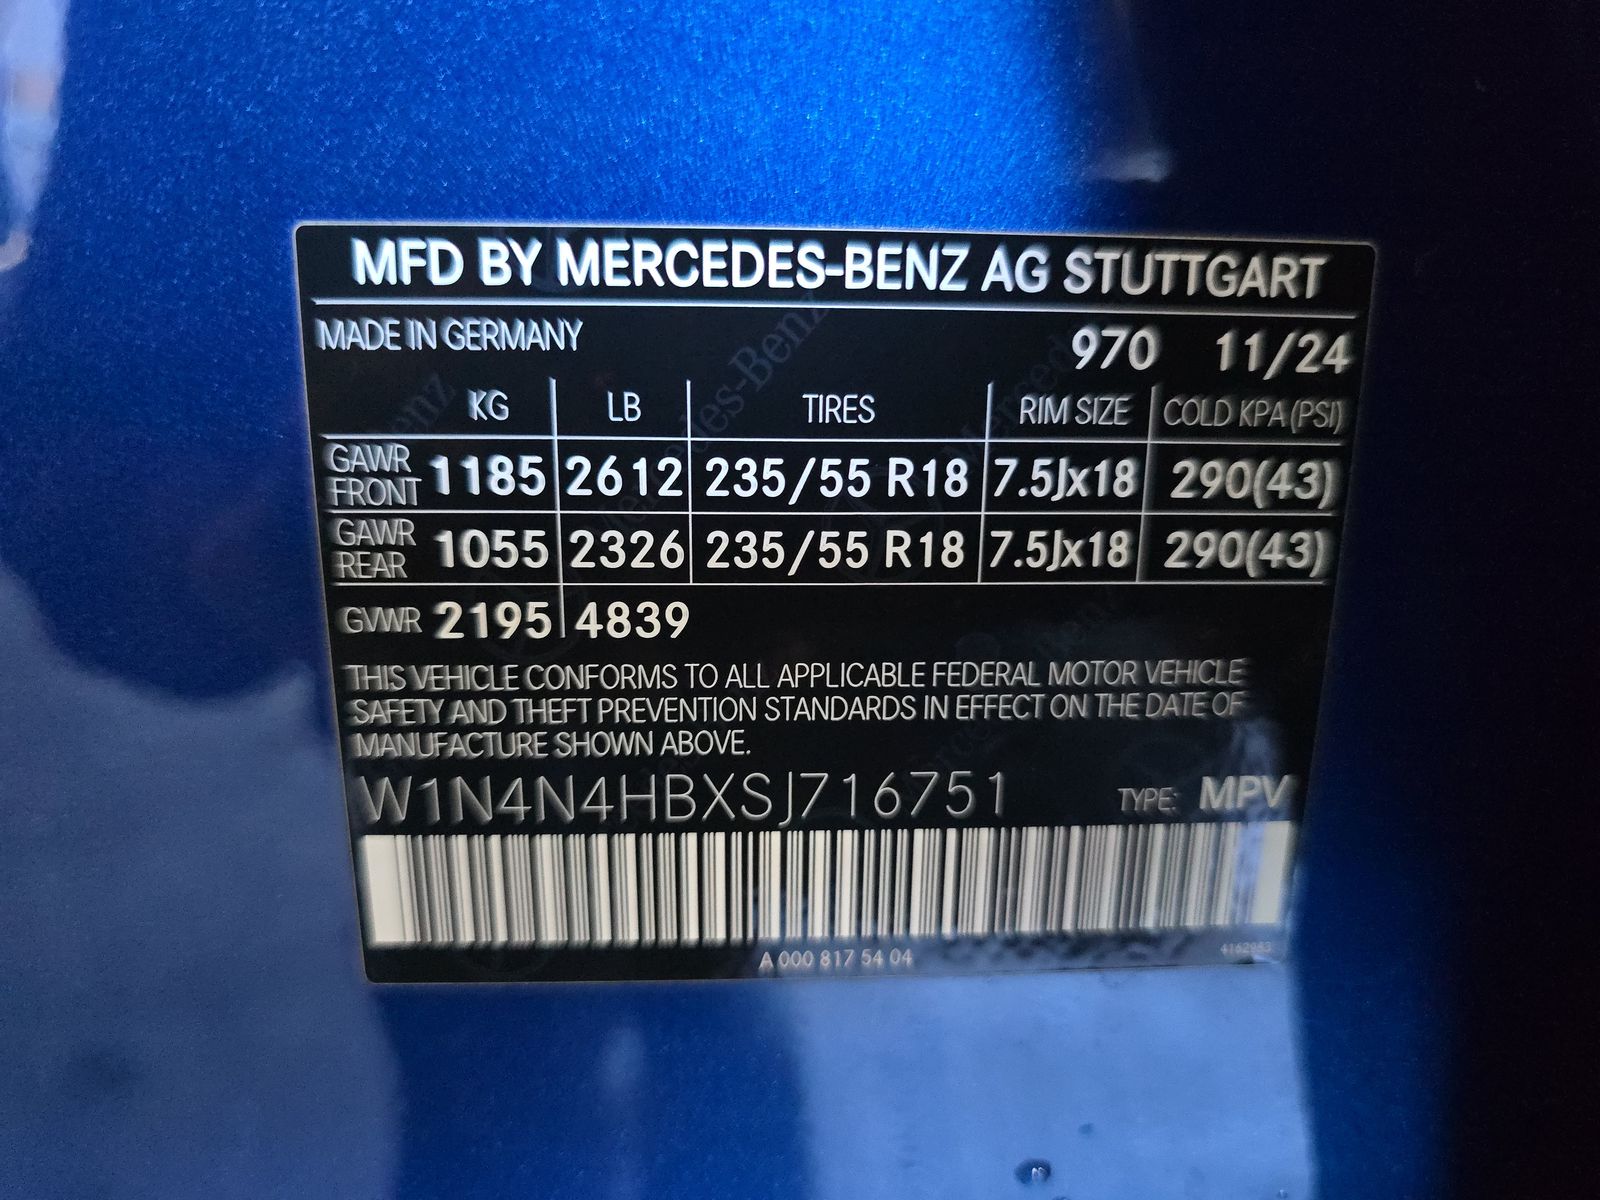 MFD BY MERCEDES-BENZ AG STUTTGART
MADE IN GERMANY 970 11/24
KG LB TIRES RIM SIZE COLD KPA (PSI)
GAWR FRONT 1185 2612 235/55 R18 7.5Jx18 290(43)
GAWR REAR 1055 2326 235/55 R18 7.5Jx18 290(43)
GVWR 2195 4839
THIS VEHICLE CONFORMS TO ALL APPLICABLE FEDERAL MOTOR VEHICLE
SAFETY AND THEFT PREVENTION STANDARDS IN EFFECT ON THE DATE OF
MANUFACTURE SHOWN ABOVE.
W1N4N4HBXSJ716751 TYPE: MPV
A 000 817 54 04